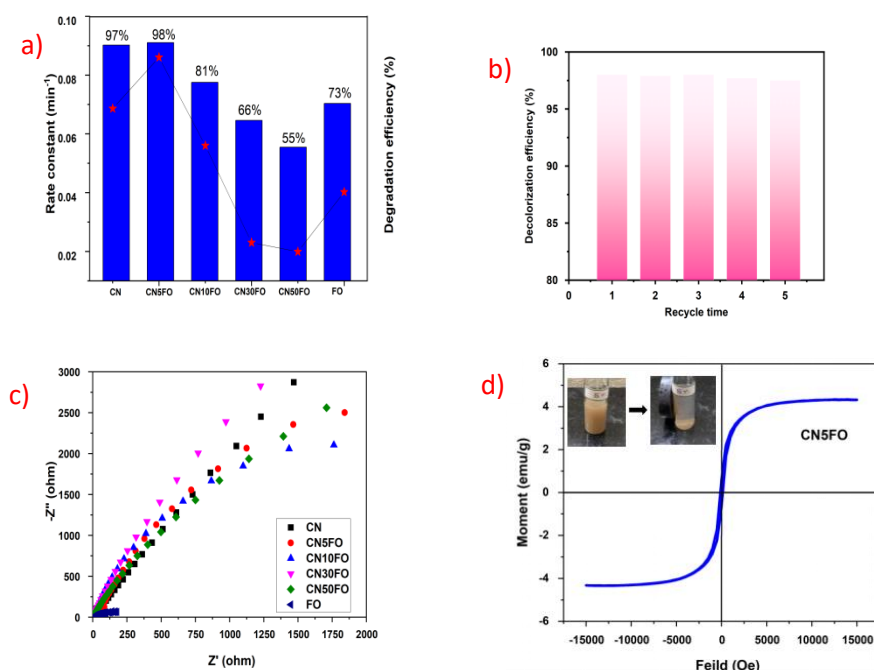 a)
Rate constant (min⁻¹)
0.10
0.08
0.06
0.04
0.02
97%
98%
81%
66%
55%
73%
CN
CN5FO
CN10FO
CN30FO
CN50FO
FO
Degradation efficiency (%)
b)
Decolorization efficiency (%)
100
95
90
85
80
0
1
2
3
4
5
Recycle time
c)
-Z'' (ohm)
3000
2500
2000
1500
1000
500
0
0
250
500
750
1000
1250
1500
1750
2000
Z' (ohm)
CN
CN5FO
CN10FO
CN30FO
CN50FO
FO
d)
Moment (emu/g)
6
4
2
0
-2
-4
-6
CN5FO
-15000
-10000
-5000
0
5000
10000
15000
Feild (Oe)